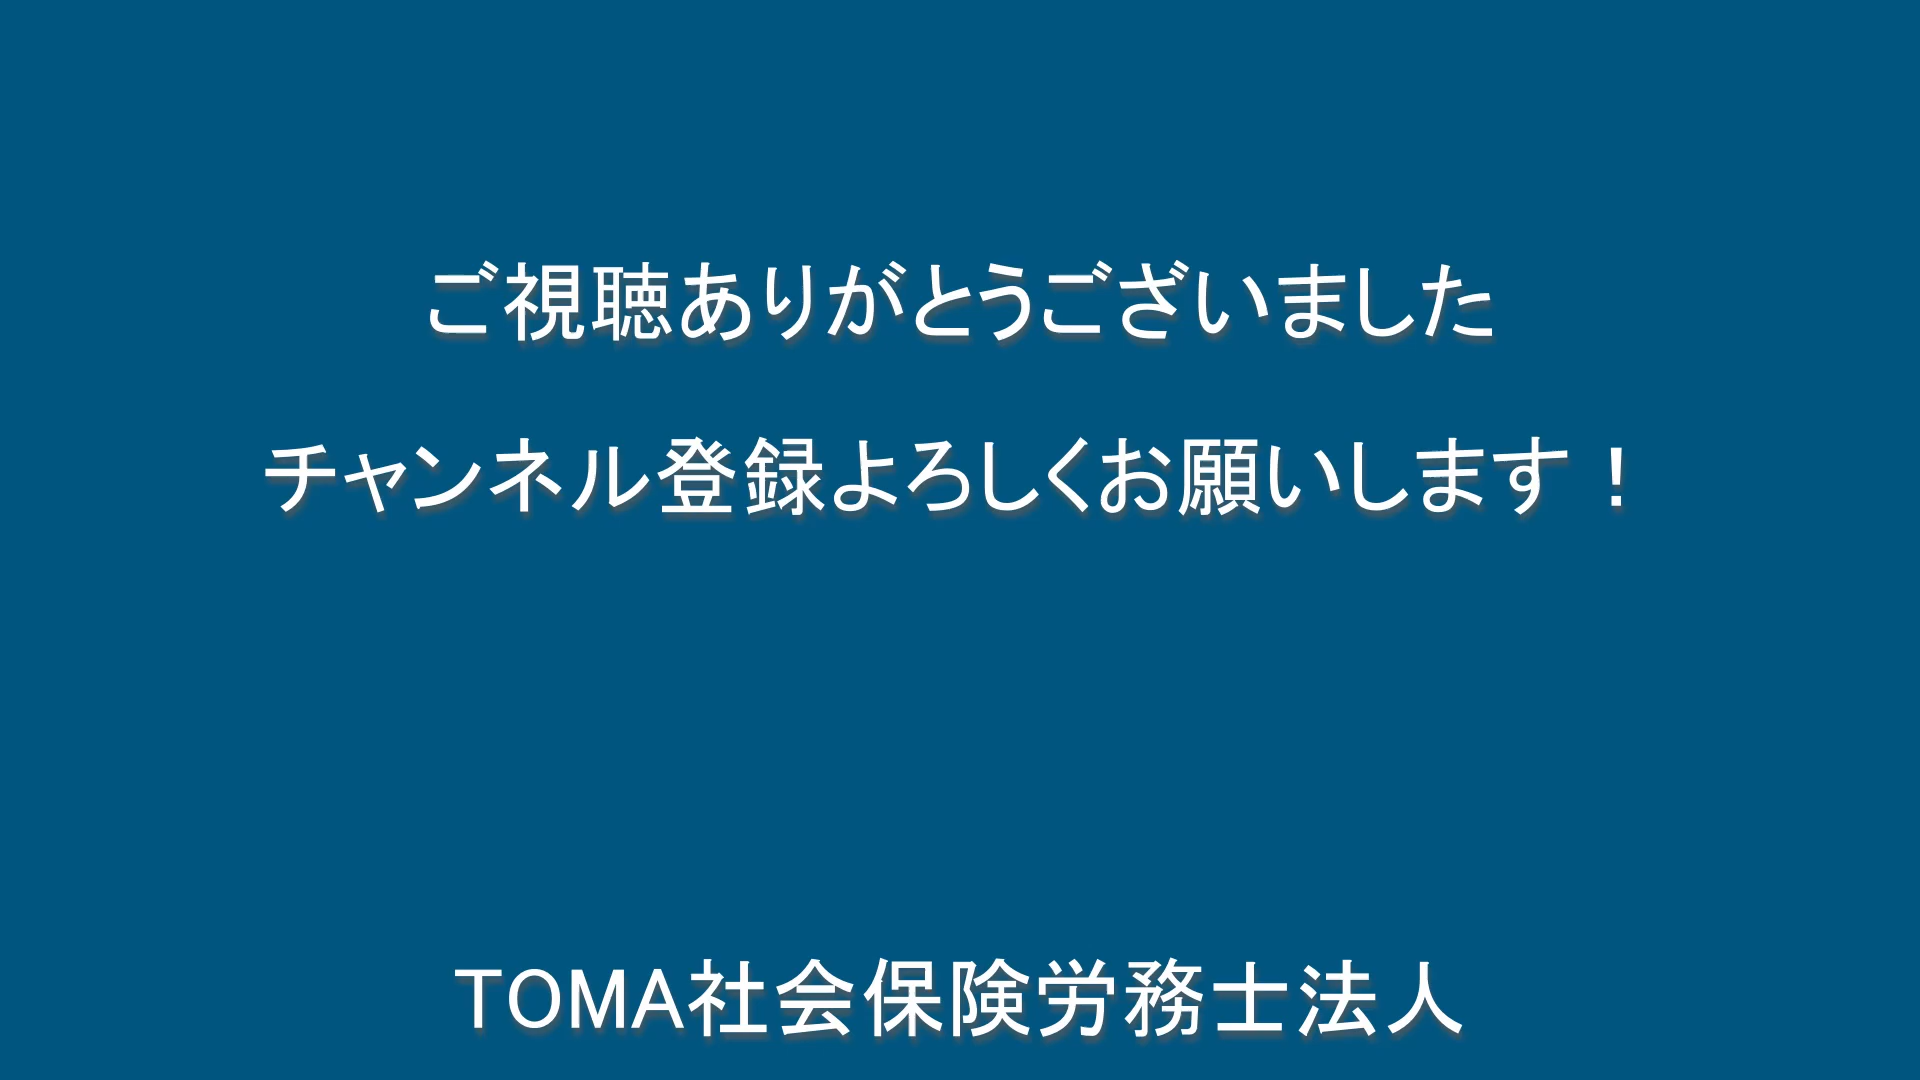 ご視聴ありがとうございました
チャンネル登録よろしくお願いします！
TOMA社会保険労務士法人